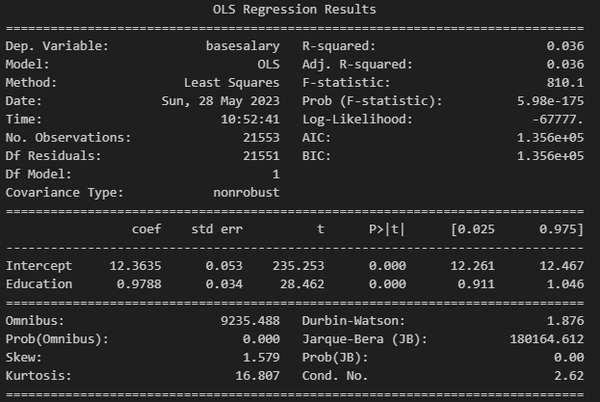 OLS Regression Results
==============================================================================
Dep. Variable:             basesalary   R-squared:                       0.036
Model:                            OLS   Adj. R-squared:                  0.036
Method:                 Least Squares   F-statistic:                     810.1
Date:                Sun, 28 May 2023   Prob (F-statistic):          5.98e-175
Time:                        10:52:41   Log-Likelihood:                -67777.
No. Observations:               21553   AIC:                         1.356e+05
Df Residuals:                   21551   BIC:                         1.356e+05
Df Model:                           1
Covariance Type:            nonrobust
==============================================================================
coef    std err          t      P>|t|      [0.025      0.975]
------------------------------------------------------------------------------
Intercept     12.3635      0.053    235.253      0.000      12.261      12.467
Education      0.9788      0.034     28.462      0.000       0.911       1.046
==============================================================================
Omnibus:                     9235.488   Durbin-Watson:                   1.876
Prob(Omnibus):                  0.000   Jarque-Bera (JB):           180164.612
Skew:                           1.579   Prob(JB):                         0.00
Kurtosis:                      16.807   Cond. No.                         2.62
==============================================================================